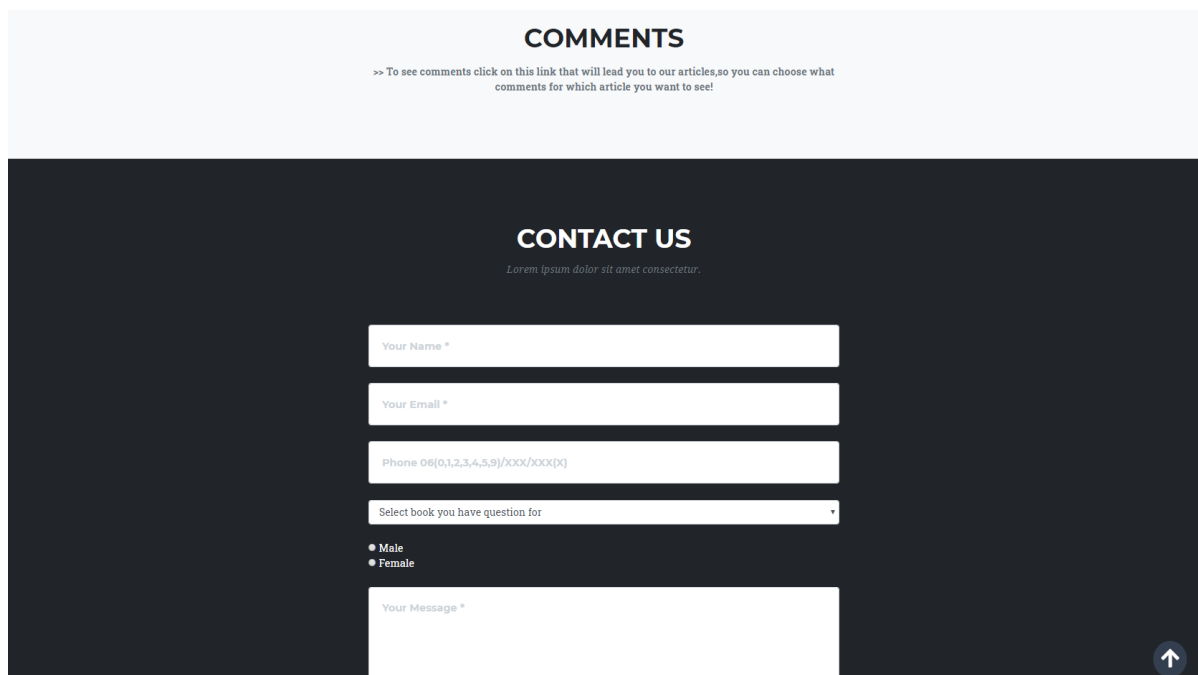 COMMENTS
>> To see comments click on this link that will lead you to our articles,so you can choose what
comments for which article you want to see!
CONTACT US
Lorem ipsum dolor sit amet consectetur.
Your Name *
Your Email *
Phone 06(0,1,2,3,4,5,9)/XXX/XXX(X)
Select book you have question for
Male
Female
Your Message *